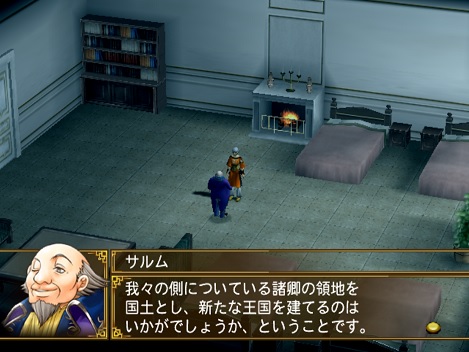 サルム
我々の側についている諸卿の領地を
国土とし、新たな王国を建てるのは
いかがでしょうか、ということです。